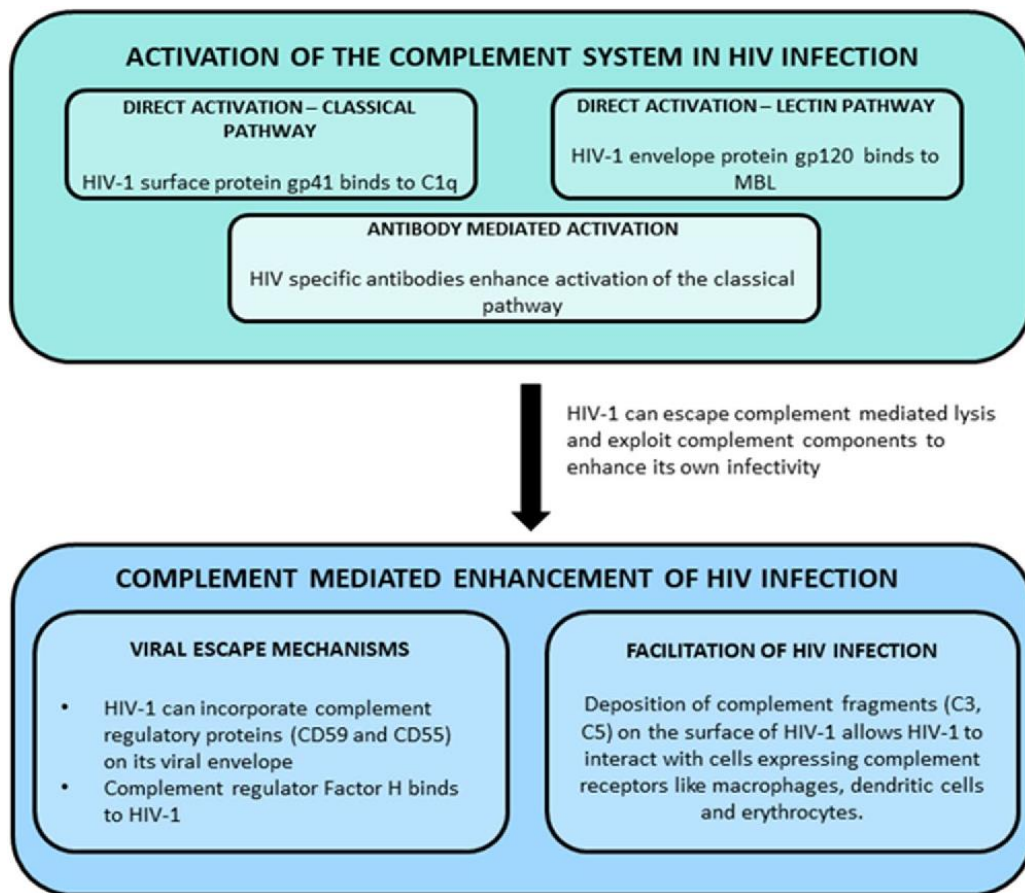 ACTIVATION OF THE COMPLEMENT SYSTEM IN HIV INFECTION
DIRECT ACTIVATION – CLASSICAL
PATHWAY
HIV-1 surface protein gp41 binds to C1q
DIRECT ACTIVATION – LECTIN PATHWAY
HIV-1 envelope protein gp120 binds to
MBL
ANTIBODY MEDIATED ACTIVATION
HIV specific antibodies enhance activation of the classical
pathway
HIV-1 can escape complement mediated lysis
and exploit complement components to
enhance its own infectivity
COMPLEMENT MEDIATED ENHANCEMENT OF HIV INFECTION
VIRAL ESCAPE MECHANISMS
• HIV-1 can incorporate complement
regulatory proteins (CD59 and CD55)
on its viral envelope
• Complement regulator Factor H binds
to HIV-1
FACILITATION OF HIV INFECTION
Deposition of complement fragments (C3,
C5) on the surface of HIV-1 allows HIV-1 to
interact with cells expressing complement
receptors like macrophages, dendritic cells
and erythrocytes.